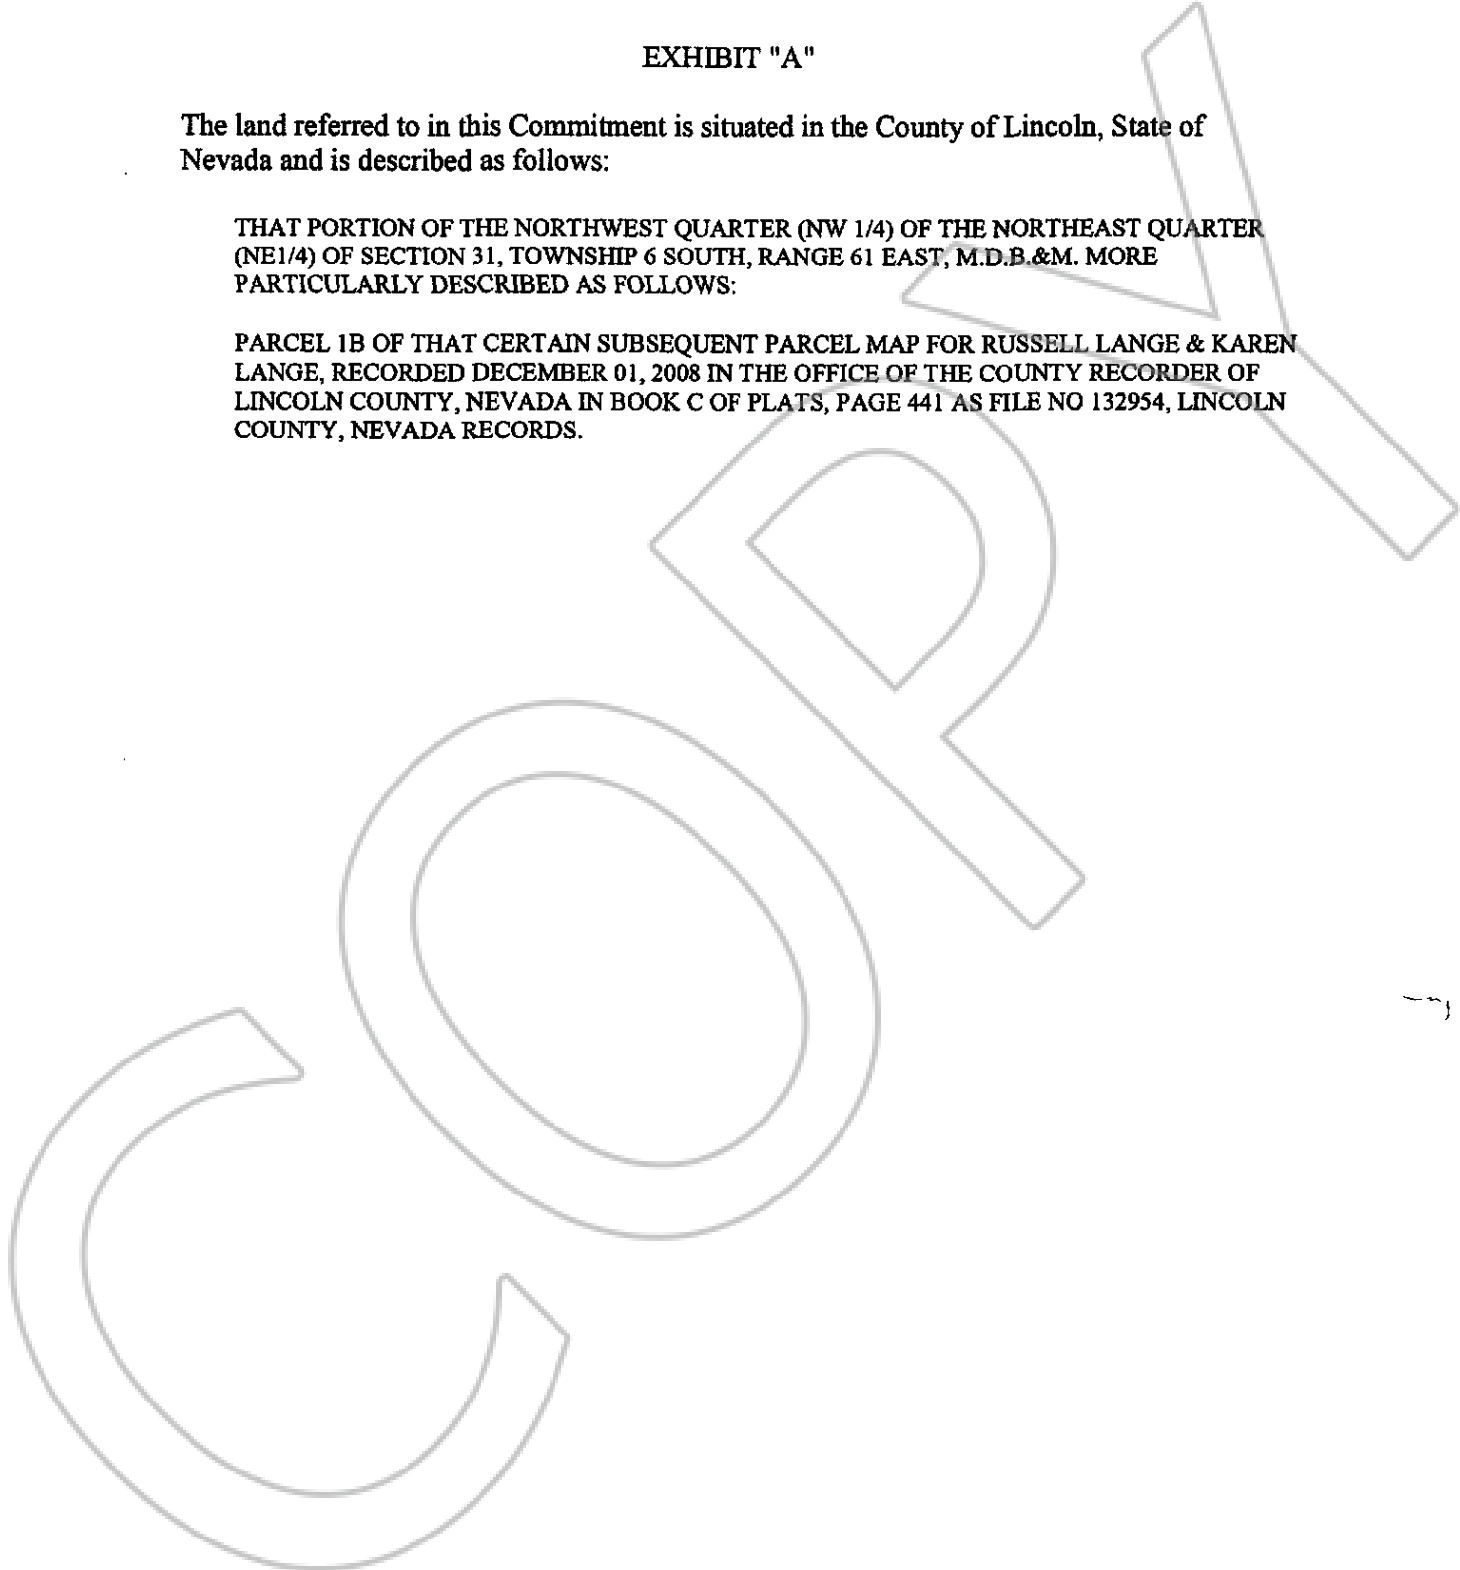 EXHIBIT "A"
The land referred to in this Commitment is situated in the County of Lincoln, State of
Nevada and is described as follows:
THAT PORTION OF THE NORTHWEST QUARTER (NW 1/4) OF THE NORTHEAST QUARTER
(NE1/4) OF SECTION 31, TOWNSHIP 6 SOUTH, RANGE 61 EAST, M.D.B.&M. MORE
PARTICULARLY DESCRIBED AS FOLLOWS:
PARCEL 1B OF THAT CERTAIN SUBSEQUENT PARCEL MAP FOR RUSSELL LANGE & KAREN
LANGE, RECORDED DECEMBER 01, 2008 IN THE OFFICE OF THE COUNTY RECORDER OF
LINCOLN COUNTY, NEVADA IN BOOK C OF PLATS, PAGE 441 AS FILE NO 132954, LINCOLN
COUNTY, NEVADA RECORDS.
COPY